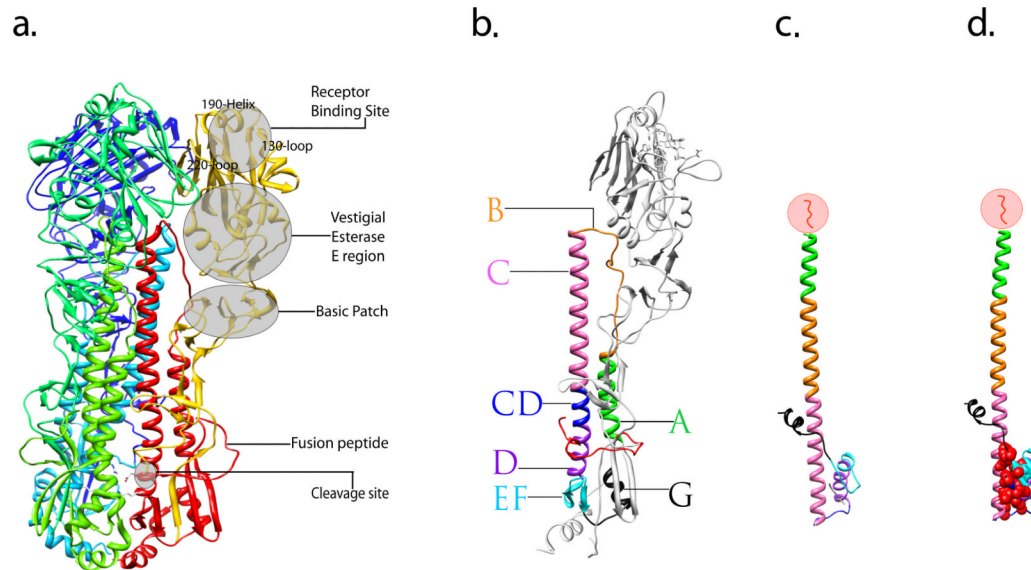 a.
190-Helix
130-loop
220-loop
Receptor
Binding Site
Vestigial
Esterase
E region
Basic Patch
Fusion peptide
Cleavage site
b.
B
C
CD
A
D
EF
G
c.
d.